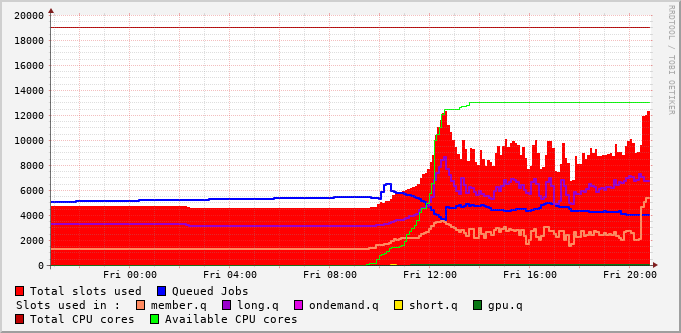 20000
18000
16000
14000
12000
10000
8000
6000
4000
2000
0
Fri 00:00 Fri 04:00 Fri 08:00 Fri 12:00 Fri 16:00 Fri 20:00
Total slots used Queued Jobs
Slots used in : member.q long.q ondemand.q short.q gpu.q
Total CPU cores Available CPU cores
RRDTOOL / TOBI OETIKER